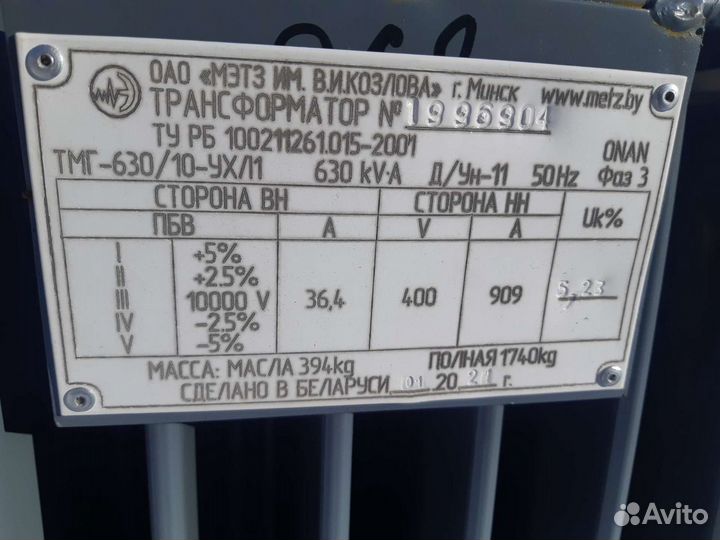 ОАО «МЭТЗ ИМ. В.И.КОЗЛОВА» г. Минск www.metz.by
ТРАНСФОРМАТОР № 1996904
ТУ РБ 100211261.015-2001
ONAN
ТМГ-630/10-УХЛ1 630 kV·A Д/Ун-11 50Hz Фаз 3
СТОРОНА ВН СТОРОНА НН Uk%
ПБВ A V A
I +5%
II +2.5%
III 10000 V 36,4 400 909 5,23
IV -2.5%
V -5%
МАССА: МАСЛА 394kg ПОЛНАЯ 1740kg
СДЕЛАНО В БЕЛАРУСИ 01 20 21 г.
Avito